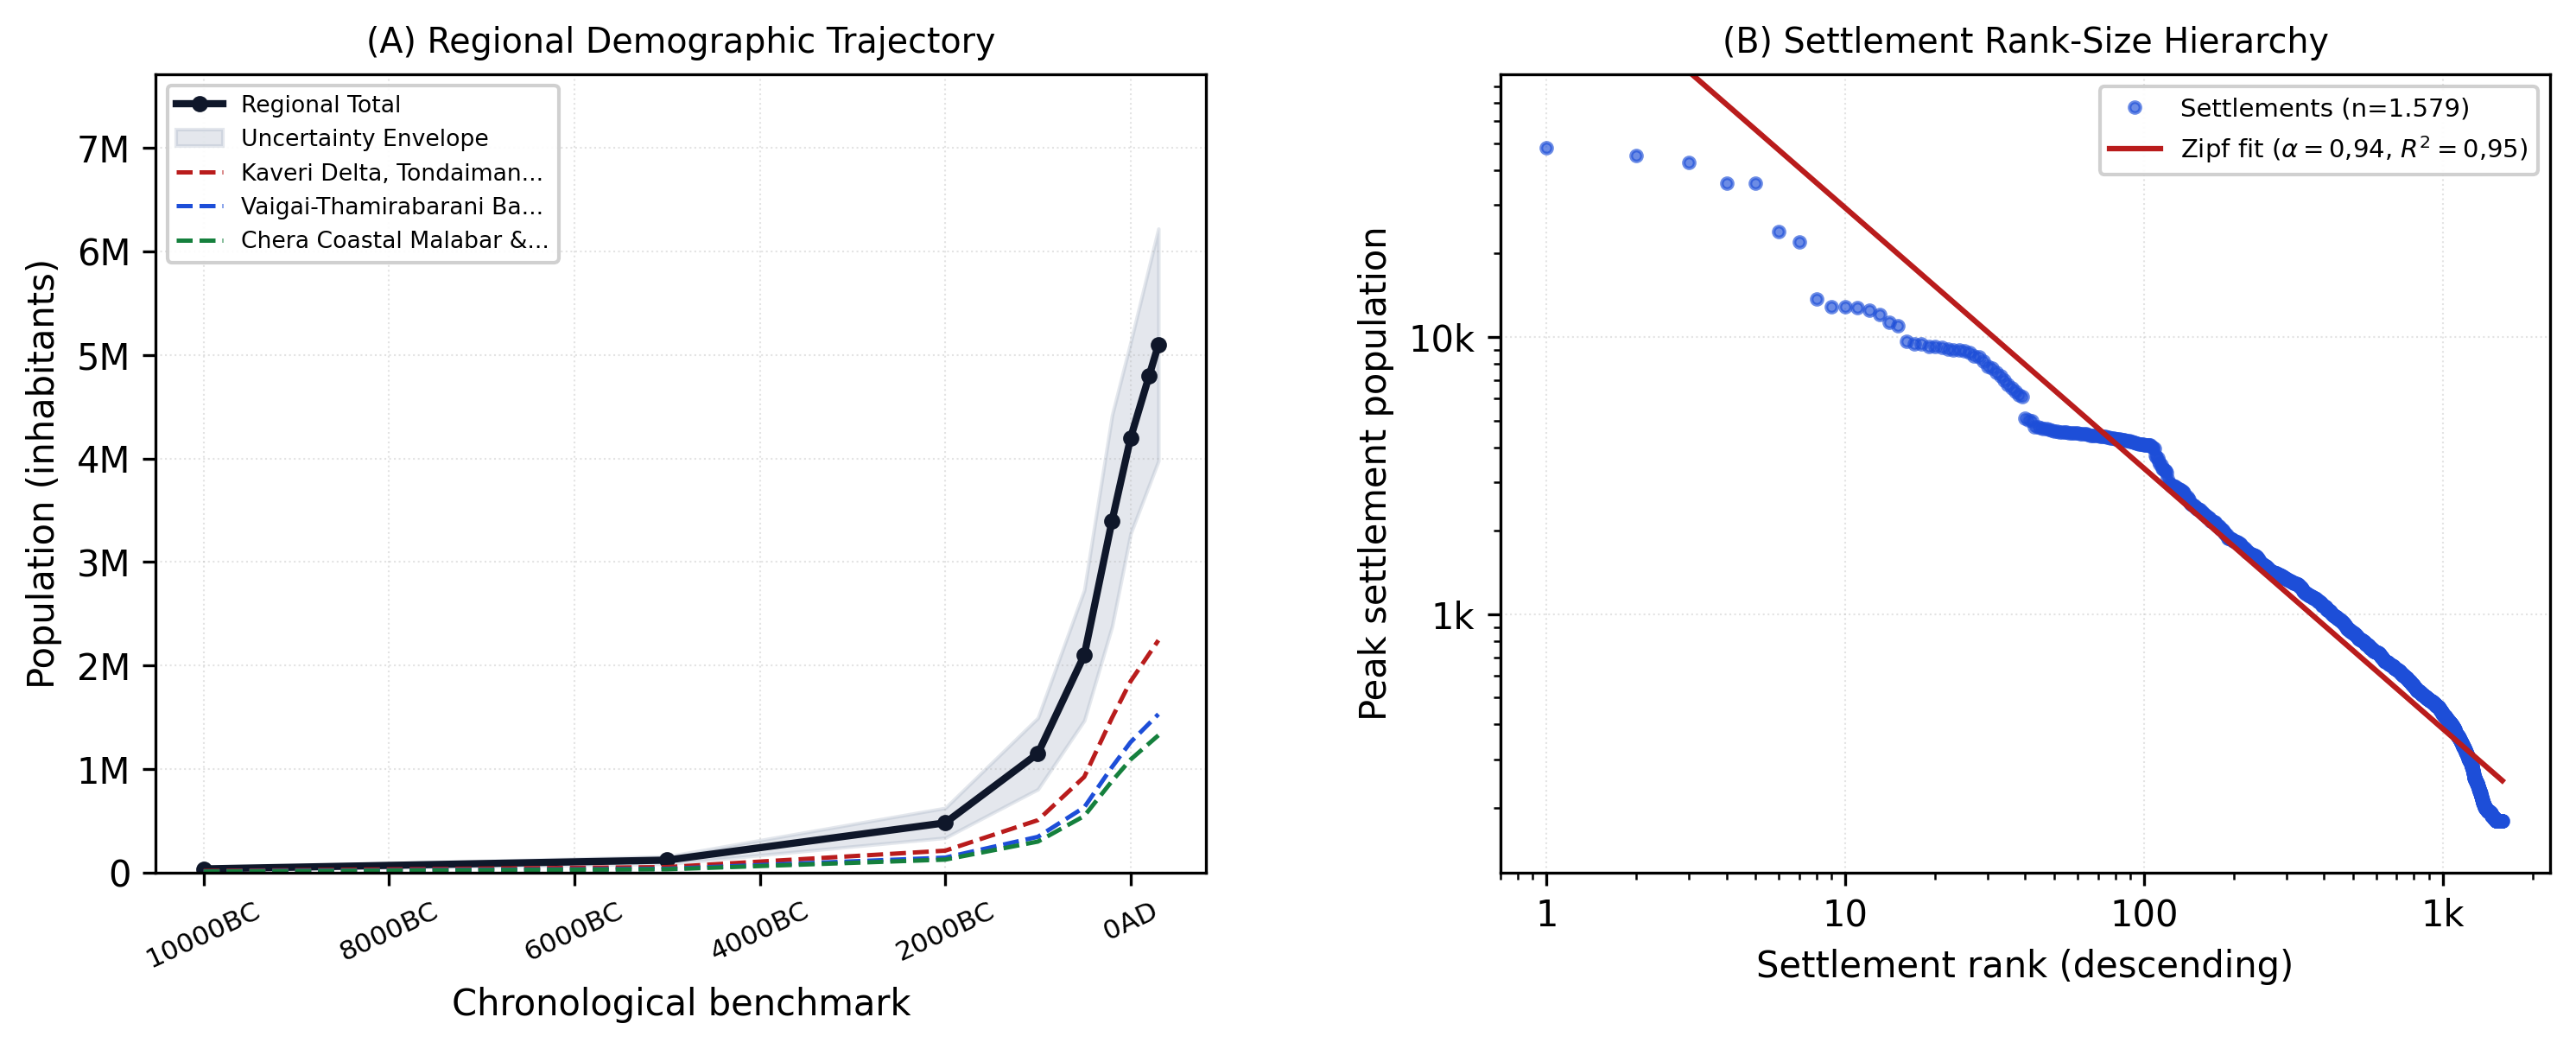 (A) Regional Demographic Trajectory
Regional Total
Uncertainty Envelope
Kaveri Delta, Tondaiman...
Vaigai-Thamirabarani Ba...
Chera Coastal Malabar &...
Population (inhabitants)
7M
6M
5M
4M
3M
2M
1M
0
10000BC
8000BC
6000BC
4000BC
2000BC
0AD
Chronological benchmark
(B) Settlement Rank-Size Hierarchy
Settlements (n=1.579)
Zipf fit (α = 0,94, R² = 0,95)
Peak settlement population
10k
1k
1
10
100
1k
Settlement rank (descending)